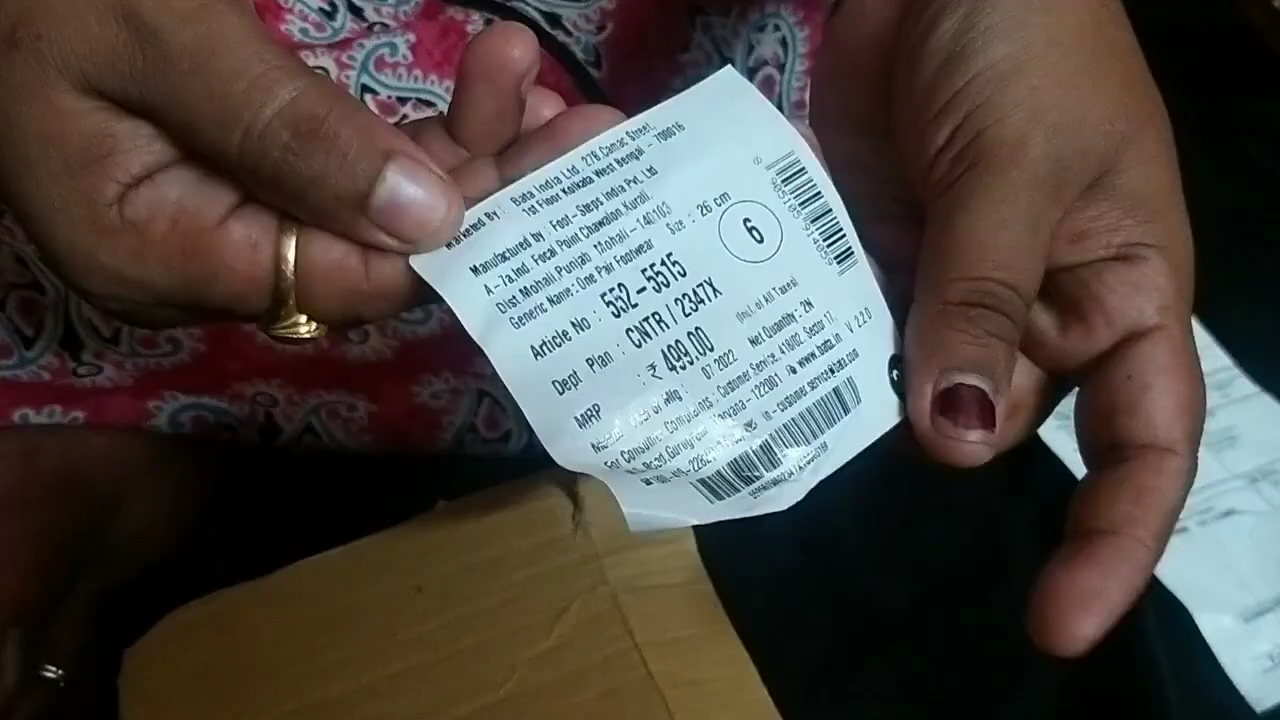 Marketed By : Bata India Ltd. 27B,Camac Street,
1st Floor Kolkata West Bengal - 700016
Manufactured by : Foot-Steps India Pvt. Ltd
A-7a,Ind. Focal Point Chawalon,Kurali,
Dist.Mohali,Punjab Mohali- 140103
Generic Name: One Pair Footwear Size : 26 cm
6
Article No : 552-5515
Dept Plan : CNTR / 2347X
MRP : ₹ 499.00 (Incl. of All Taxes)
of Mfg : 07 2022 Net Quantity: 2N
For Consumer Complaints : Customer Service, 418/02, Sector 17,
Road,Gurugram, Haryana-122001 www.bata.in V 2.2.0
in-customer.service@bata.com